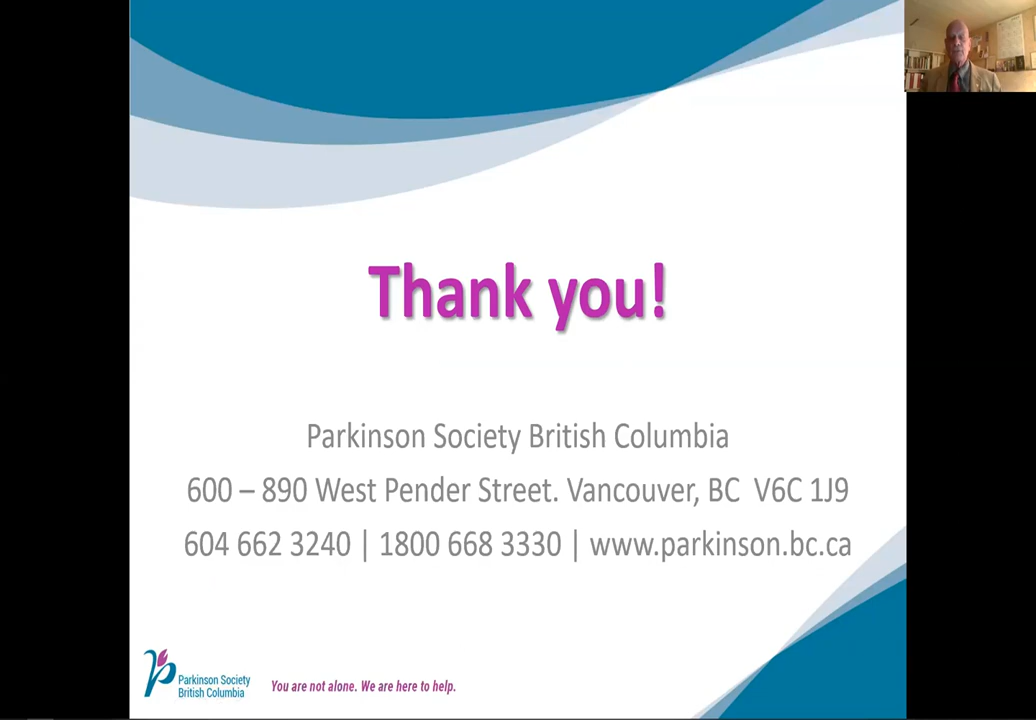 Thank you!
Parkinson Society British Columbia
600 – 890 West Pender Street. Vancouver, BC  V6C 1J9
604 662 3240 | 1800 668 3330 | www.parkinson.bc.ca
Parkinson Society
British Columbia
You are not alone. We are here to help.